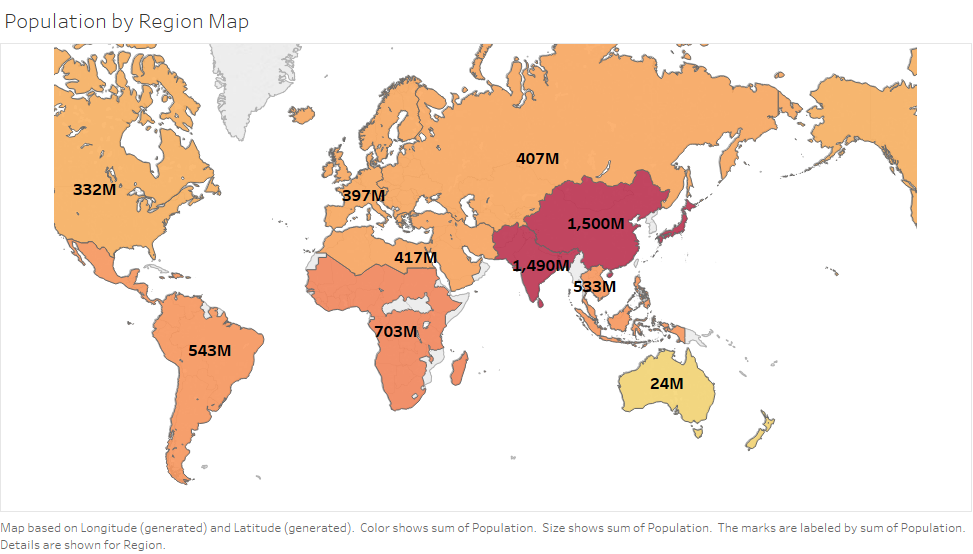 Population by Region Map
407M
332M
397M
1,500M
417M
1,490M
533M
703M
543M
24M
Map based on Longitude (generated) and Latitude (generated).  Color shows sum of Population.  Size shows sum of Population.  The marks are labeled by sum of Population.
Details are shown for Region.